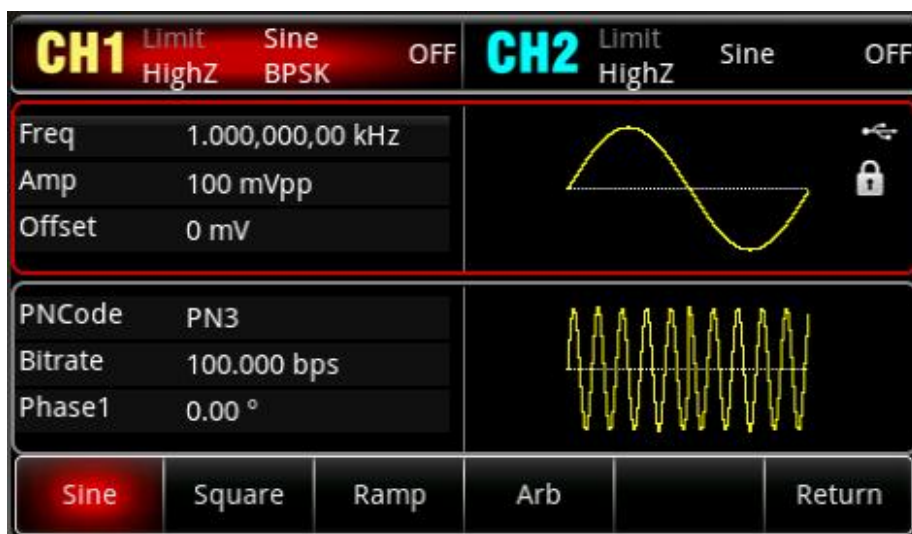 CH1 Limit Sine OFF CH2 Limit Sine OFF
HighZ BPSK HighZ
Freq 1.000,000,00 kHz
Amp 100 mVpp
Offset 0 mV
PNCode PN3
Bitrate 100.000 bps
Phase1 0.00 °
Sine Square Ramp Arb Return